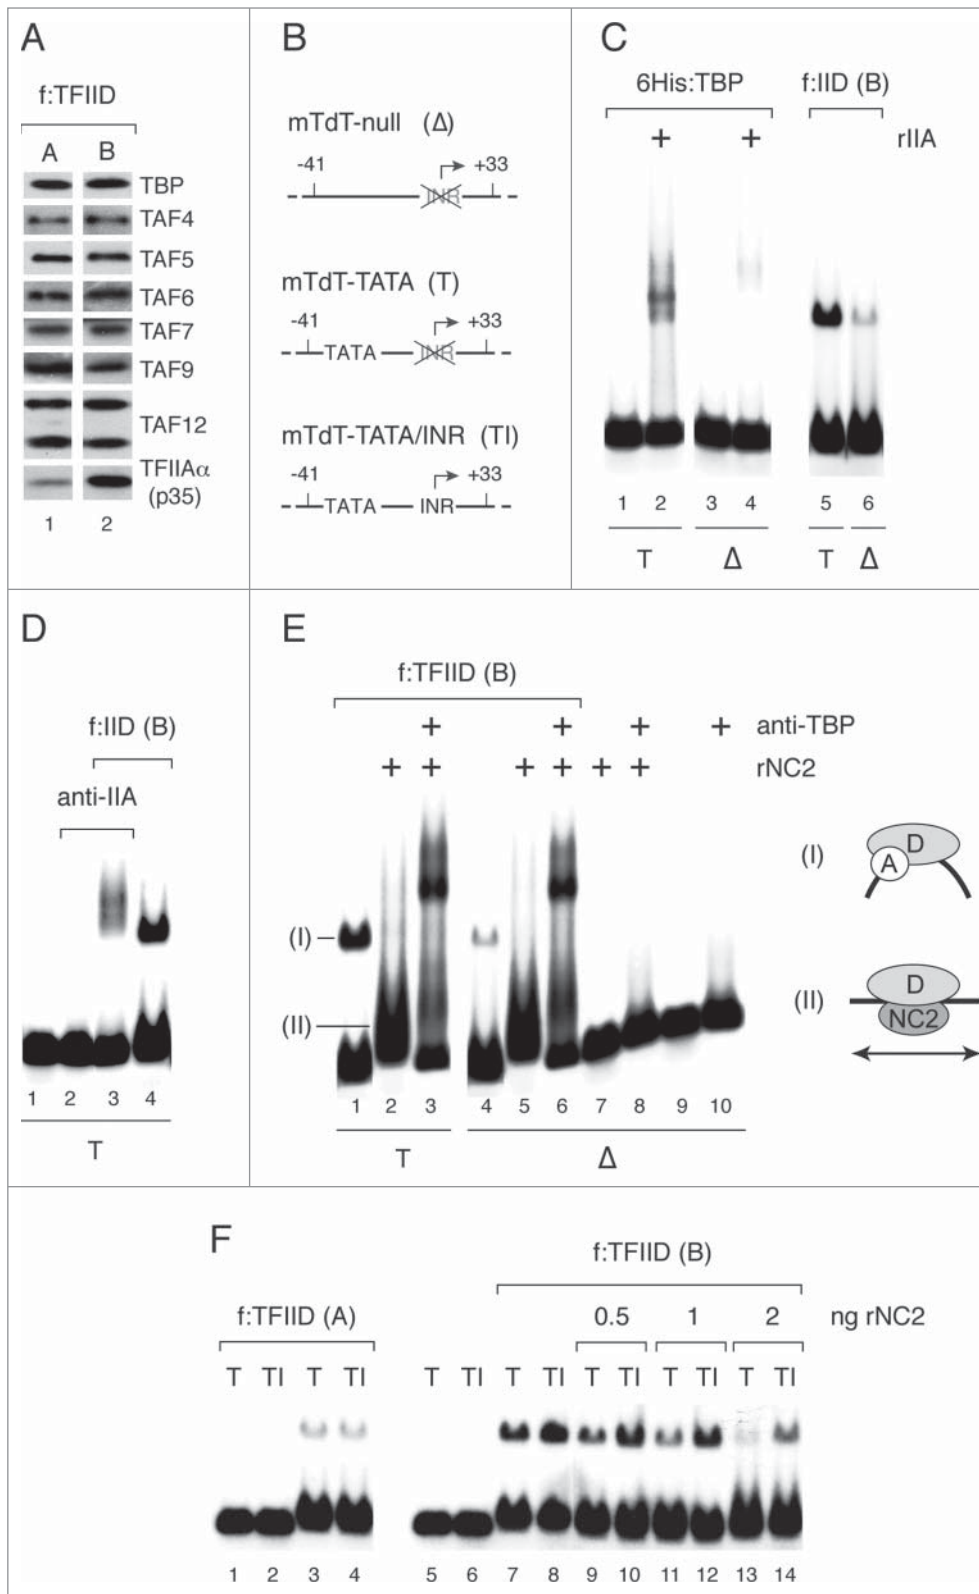 A
f:TFIID
A B
TBP
TAF4
TAF5
TAF6
TAF7
TAF9
TAF12
TFIIAα
(p35)
1 2
B
mTdT-null (Δ)
-41 +33
INR
mTdT-TATA (T)
-41 +33
TATA INR
mTdT-TATA/INR (TI)
-41 +33
TATA INR
C
6His:TBP f:IID (B)
+ + rIIA
1 2 3 4 5 6
T Δ T Δ
D
f:IID (B)
anti-IIA
1 2 3 4
T
E
f:TFIID (B)
+ + + + anti-TBP
+ + + + + + rNC2
(I)
(II)
1 2 3 4 5 6 7 8 9 10
T Δ
(I) D
A
(II) D
NC2
F
f:TFIID (B)
f:TFIID (A) 0.5 1 2 ng rNC2
T TI T TI T TI T TI T TI T TI T TI
1 2 3 4 5 6 7 8 9 10 11 12 13 14